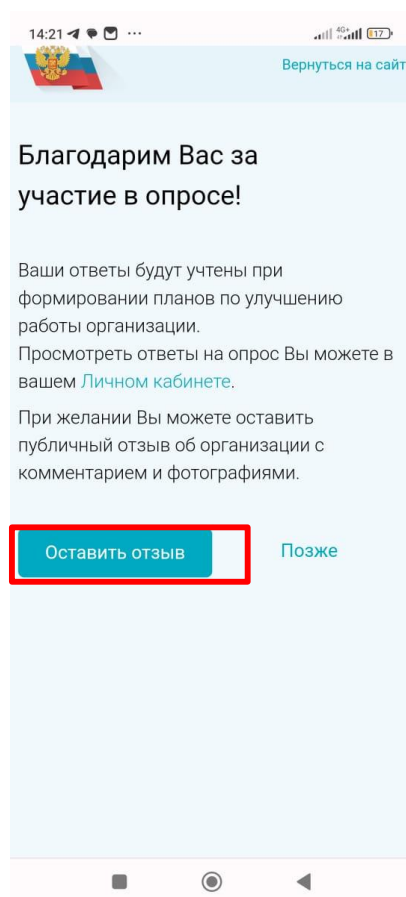 14:21 ... 4G+ 17
Вернуться на сайт
Благодарим Вас за
участие в опросе!
Ваши ответы будут учтены при
формировании планов по улучшению
работы организации.
Просмотреть ответы на опрос Вы можете в
вашем Личном кабинете.
При желании Вы можете оставить
публичный отзыв об организации с
комментарием и фотографиями.
Оставить отзыв Позже